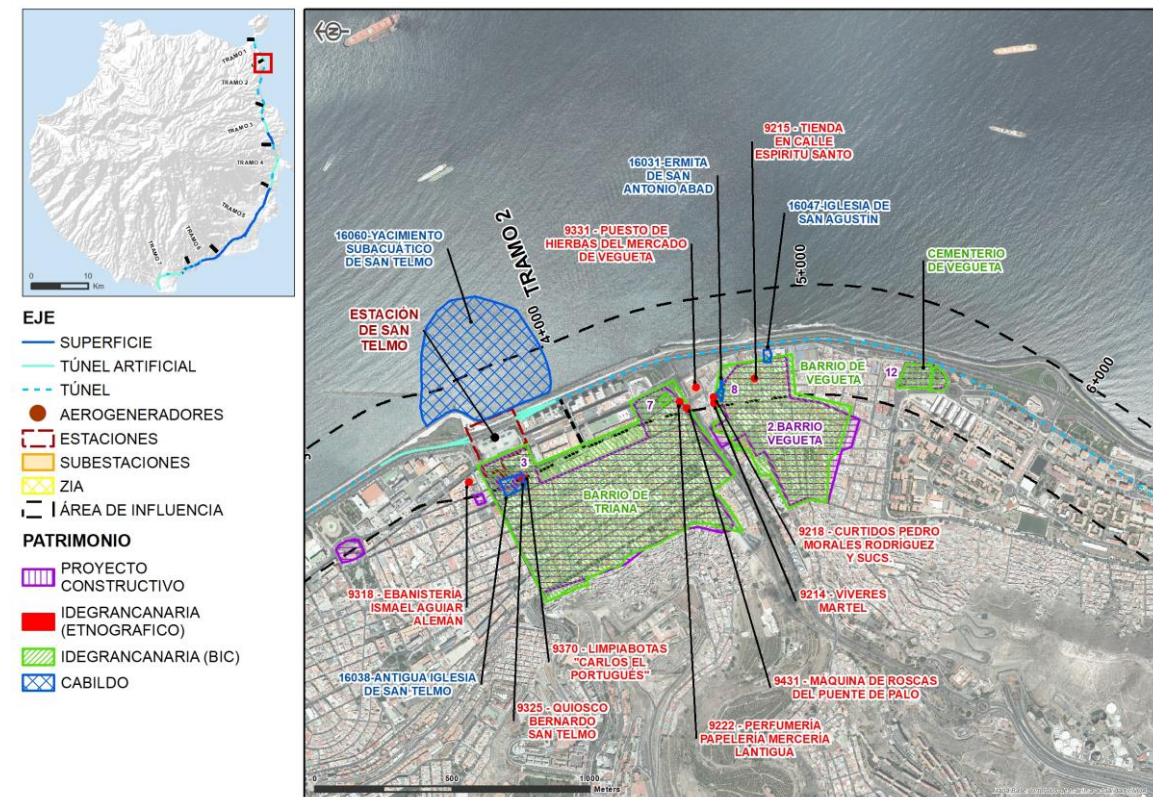 TRAMO 1
TRAMO 2
TRAMO 3
TRAMO 4
TRAMO 5
TRAMO 6
TRAMO 7
0 10
Km
EJE
SUPERFICIE
TÚNEL ARTIFICIAL
TÚNEL
AEROGENERADORES
ESTACIONES
SUBESTACIONES
ZIA
ÁREA DE INFLUENCIA
PATRIMONIO
PROYECTO
CONSTRUCTIVO
IDEGRANCANARIA
(ETNOGRAFICO)
IDEGRANCANARIA (BIC)
CABILDO
N
9215 - TIENDA
EN CALLE
ESPIRITU SANTO
16031-ERMITA
DE SAN
ANTONIO ABAD
16047-IGLESIA DE
SAN AGUSTÍN
16060-YACIMIENTO
SUBACUÁTICO
DE SAN TELMO
TRAMO 2
4+000
9331 - PUESTO DE
HIERBAS DEL MERCADO
DE VEGUETA
5+000
CEMENTERIO
DE VEGUETA
ESTACIÓN
DE SAN
TELMO
6+000
BARRIO DE
VEGUETA
12
8
7
2.BARRIO
VEGUETA
3
BARRIO DE
TRIANA
9218 - CURTIDOS PEDRO
MORALES RODRÍGUEZ
Y SUCS.
9318 - EBANISTERÍA
ISMAEL AGUIAR
ALEMÁN
9214 - VÍVERES
MARTEL
9370 - LIMPIABOTAS
"CARLOS EL
PORTUGUÉS"
16038-ANTIGUA IGLESIA
DE SAN TELMO
9431 - MÁQUINA DE ROSCAS
DEL PUENTE DE PALO
9325 - QUIOSCO
BERNARDO
SAN TELMO
9222 - PERFUMERÍA
PAPELERÍA MERCERÍA
LANTIGUA
0 500 1.000
Meters